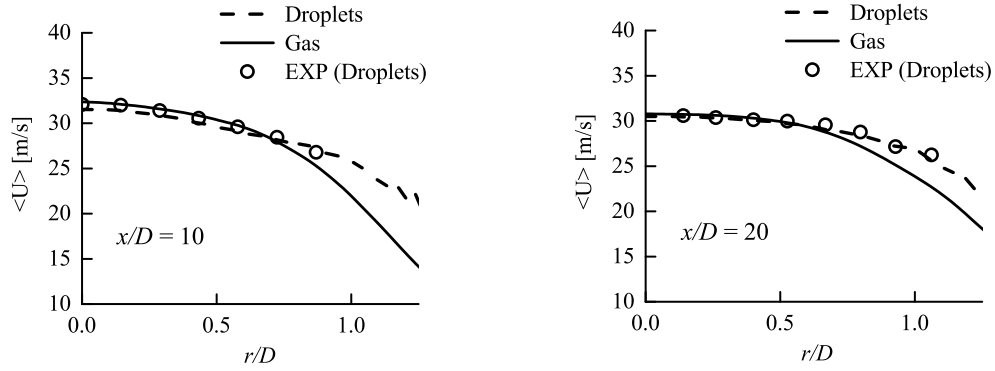 Droplets
Gas
EXP (Droplets)
40
35
30
25
20
15
10
<U> [m/s]
x/D = 10
0.0
0.5
1.0
r/D
Droplets
Gas
EXP (Droplets)
40
35
30
25
20
15
10
<U> [m/s]
x/D = 20
0.0
0.5
1.0
r/D